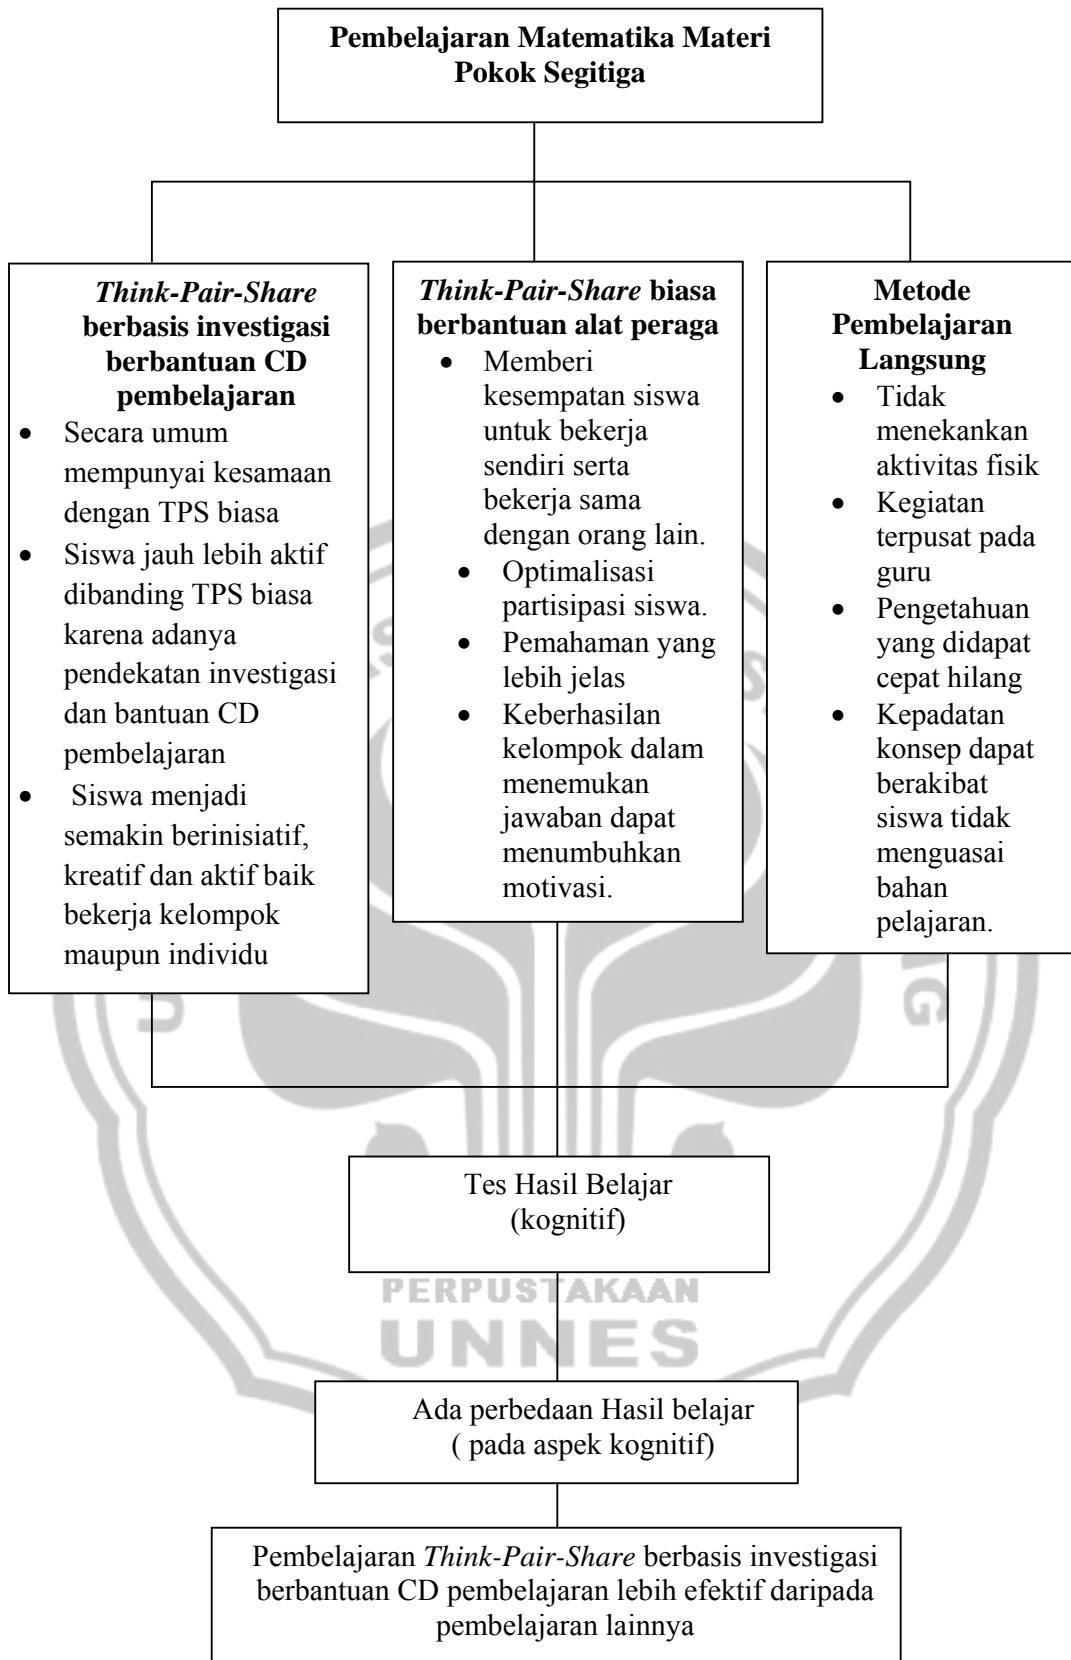 Pembelajaran Matematika Materi
Pokok Segitiga
Think-Pair-Share
berbasis investigasi
berbantuan CD
pembelajaran
• Secara umum
mempunyai kesamaan
dengan TPS biasa
• Siswa jauh lebih aktif
dibanding TPS biasa
karena adanya
pendekatan investigasi
dan bantuan CD
pembelajaran
• Siswa menjadi
semakin berinisiatif,
kreatif dan aktif baik
bekerja kelompok
maupun individu
Think-Pair-Share biasa
berbantuan alat peraga
• Memberi
kesempatan siswa
untuk bekerja
sendiri serta
bekerja sama
dengan orang lain.
• Optimalisasi
partisipasi siswa.
• Pemahaman yang
lebih jelas
• Keberhasilan
kelompok dalam
menemukan
jawaban dapat
menumbuhkan
motivasi.
Metode
Pembelajaran
Langsung
• Tidak
menekankan
aktivitas fisik
• Kegiatan
terpusat pada
guru
• Pengetahuan
yang didapat
cepat hilang
• Kepadatan
konsep dapat
berakibat
siswa tidak
menguasai
bahan
pelajaran.
Tes Hasil Belajar
(kognitif)
PERPUSTAKAAN
UNNES
Ada perbedaan Hasil belajar
( pada aspek kognitif)
Pembelajaran Think-Pair-Share berbasis investigasi
berbantuan CD pembelajaran lebih efektif daripada
pembelajaran lainnya